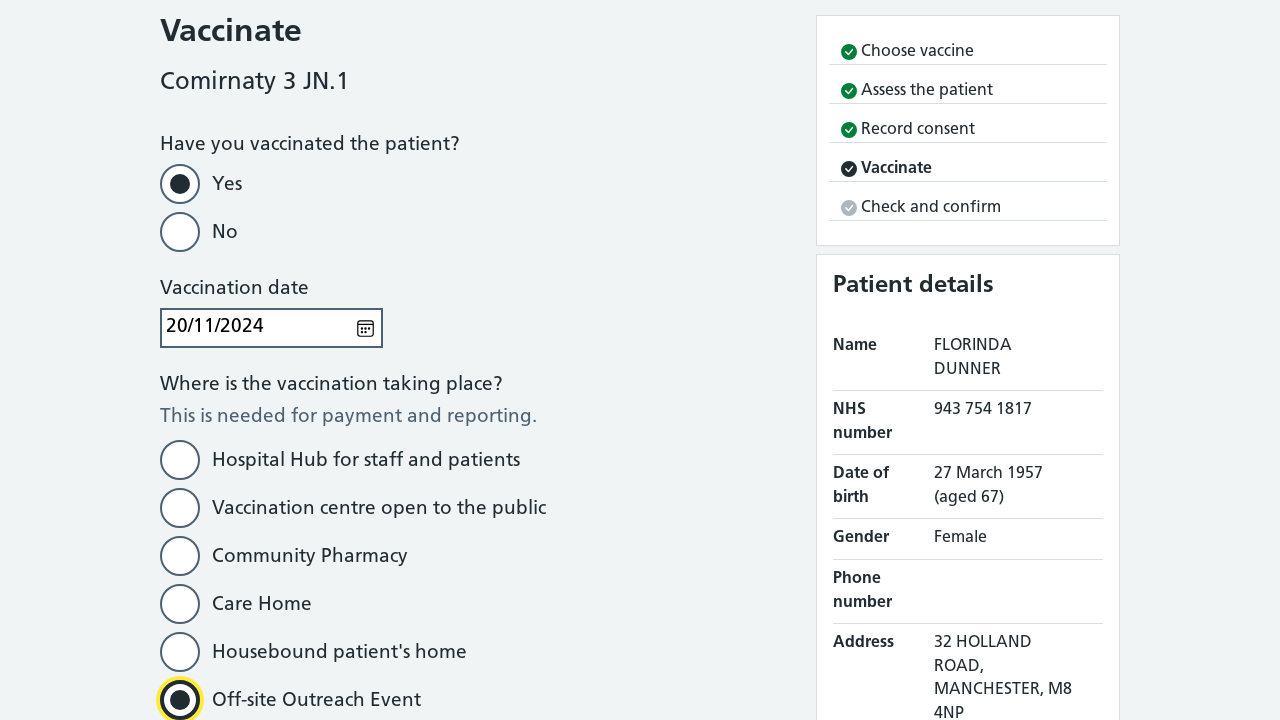 Vaccinate
Comirnaty 3 JN.1
Have you vaccinated the patient?
Yes
No
Vaccination date
20/11/2024
Where is the vaccination taking place?
This is needed for payment and reporting.
Hospital Hub for staff and patients
Vaccination centre open to the public
Community Pharmacy
Care Home
Housebound patient's home
Off-site Outreach Event
Choose vaccine
Assess the patient
Record consent
Vaccinate
Check and confirm
Patient details
Name FLORINDA
DUNNER
NHS 943 754 1817
number
Date of 27 March 1957
birth (aged 67)
Gender Female
Phone
number
Address 32 HOLLAND
ROAD,
MANCHESTER, M8
4NP